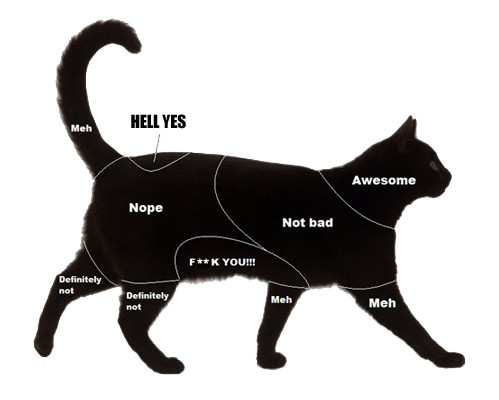 Meh
HELL YES
Awesome
Nope
Not bad
F**K YOU!!!
Definitely
not
Definitely
not
Meh
Meh